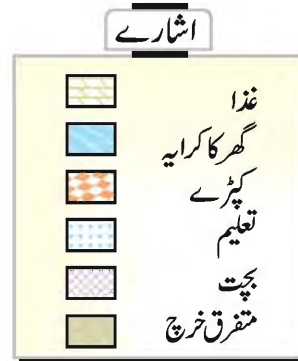 اشارے
غذا
گھر کا کرایہ
کپڑے
تعلیم
بچت
متفرق خرچ